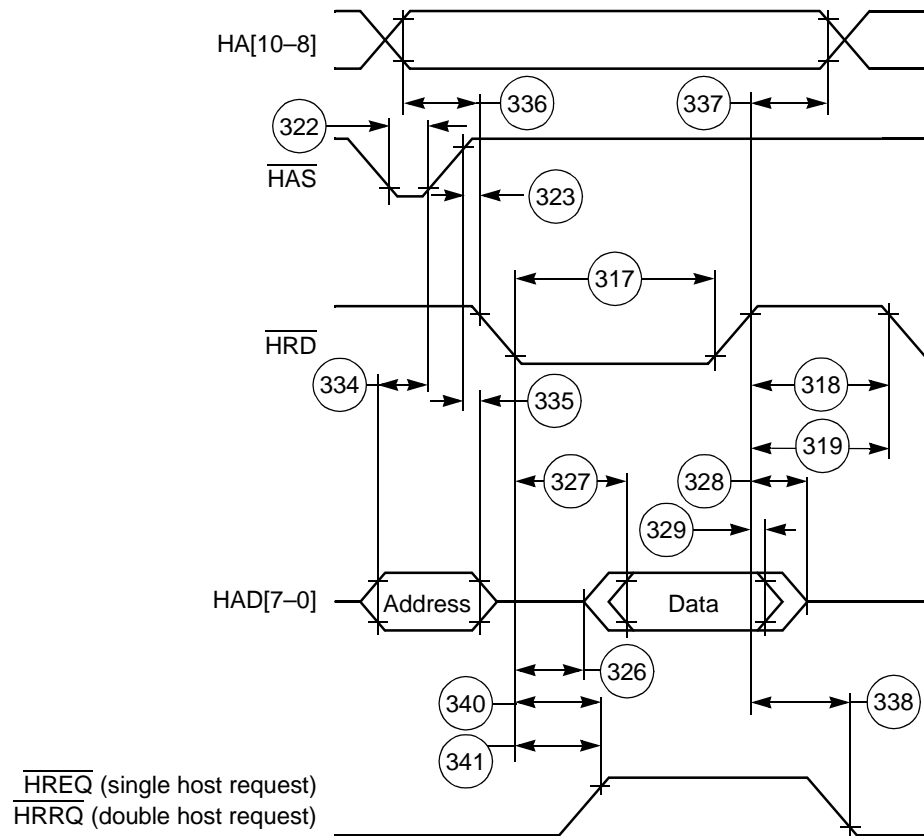 HA[10–8]
336
337
322
HAS
323
317
HRD
334
335
318
319
327
328
329
HAD[7–0]
Address
Data
326
340
338
341
HREQ (single host request)
HRRQ (double host request)